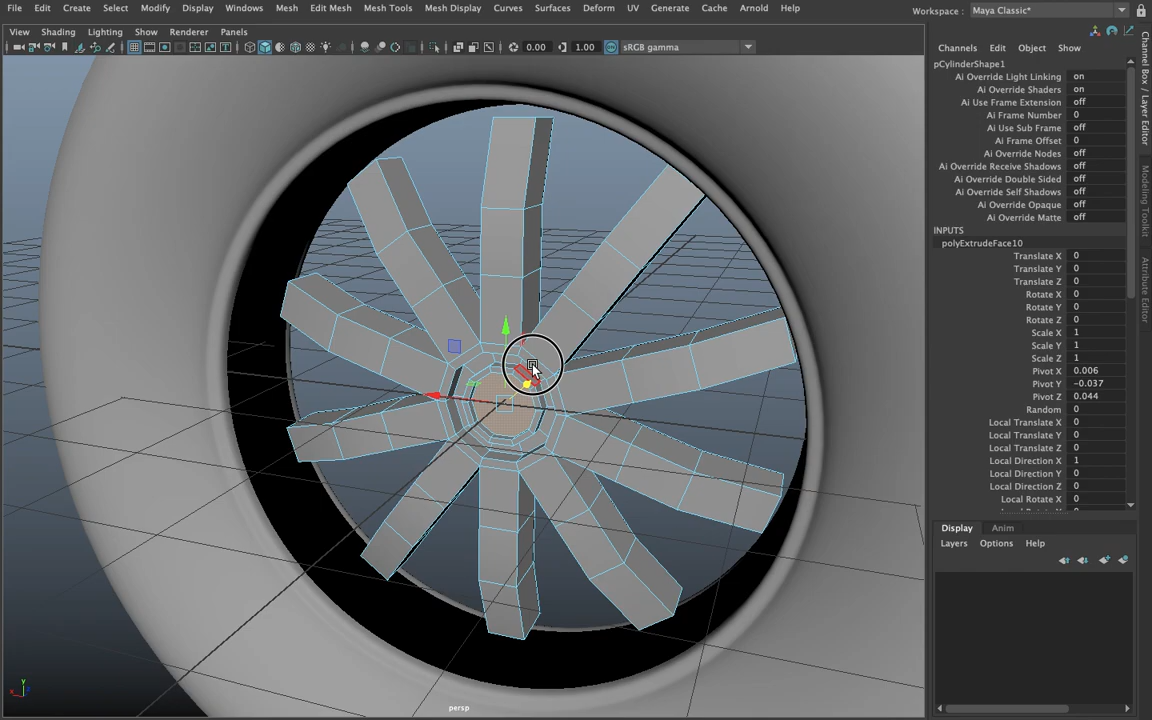 File Edit Create Select Modify Display Windows Mesh Edit Mesh Mesh Tools Mesh Display Curves Surfaces Deform UV Generate Cache Arnold Help
Workspace : Maya Classic*
View Shading Lighting Show Renderer Panels
0.00 1.00 sRGB gamma
Channels Edit Object Show
pCylinderShape1
Ai Override Light Linking on
Ai Override Shaders on
Ai Use Frame Extension off
Ai Frame Number 0
Ai Use Sub Frame off
Ai Frame Offset 0
Ai Override Nodes off
Ai Override Receive Shadows off
Ai Override Double Sided off
Ai Override Self Shadows off
Ai Override Opaque off
Ai Override Matte off
INPUTS
polyExtrudeFace10
Translate X 0
Translate Y 0
Translate Z 0
Rotate X 0
Rotate Y 0
Rotate Z 0
Scale X 1
Scale Y 1
Scale Z 1
Pivot X 0.006
Pivot Y -0.037
Pivot Z 0.044
Random 0
Local Translate X 0
Local Translate Y 0
Local Translate Z 0
Local Direction X 1
Local Direction Y 0
Local Direction Z 0
Local Rotate X 0
Display Anim
Layers Options Help
Channel Box / Layer Editor
Modeling Toolkit
Attribute Editor
persp
y
x
z